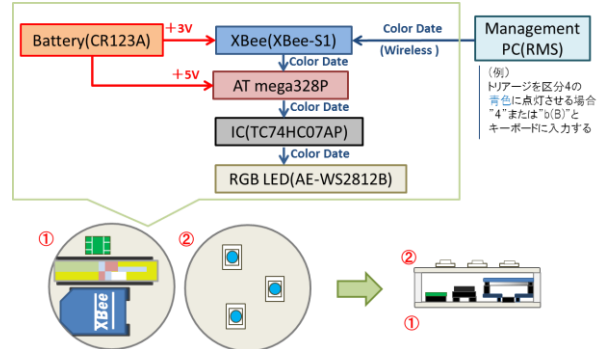 Battery(CR123A)
+3V
XBee(XBee-S1)
Color Date
(Wireless )
Management
PC(RMS)
Color Date
+5V
AT mega328P
Color Date
IC(TC74HC07AP)
Color Date
RGB LED(AE-WS2812B)
(例)
トリアージを区分4の
青色に点灯させる場合
"4"または"b(B)"と
キーボードに入力する
①
②
XBee
②
①